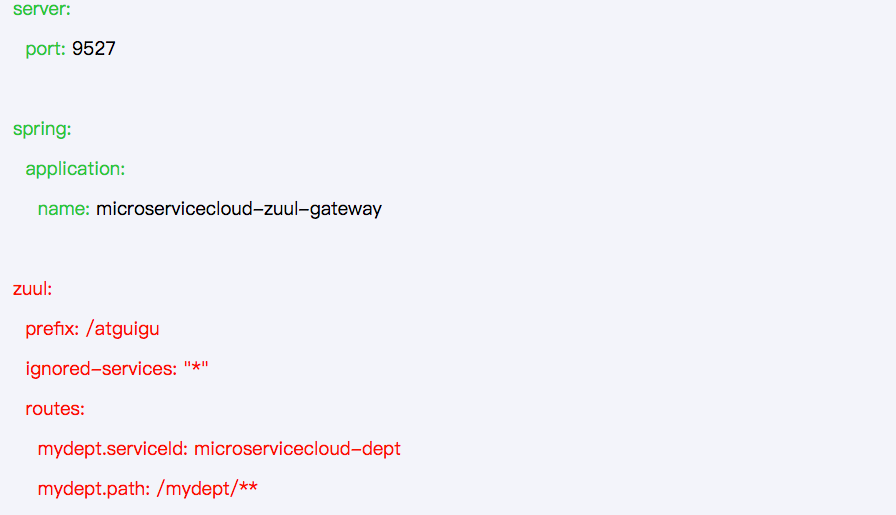 server:
port: 9527
spring:
application:
name: microservicecloud-zuul-gateway
zuul:
prefix: /atguigu
ignored-services: "*"
routes:
mydept.serviceId: microservicecloud-dept
mydept.path: /mydept/**